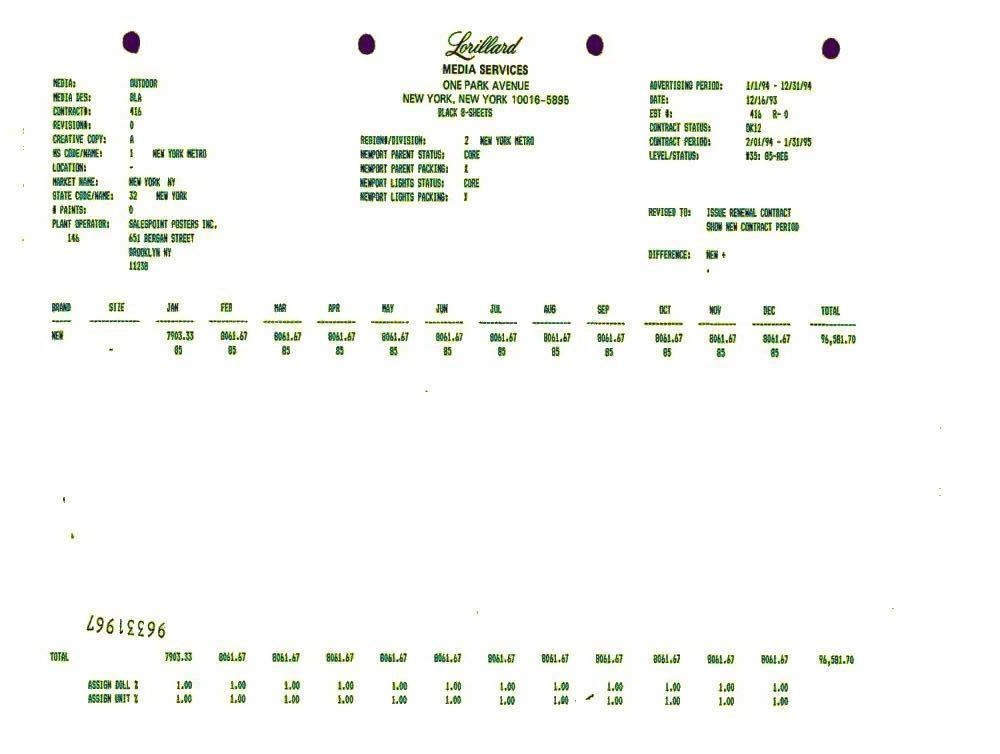 Lorillard
MEDIA SERVICES
ONE PARK AVENUE
NEW YORK, NEW YORK 10016-5895
BLACK 8-SHEETS
MEDIA: OUTDOOR
MEDIA DES: 8LA
CONTRACT#: 416
REVISION#: 0
CREATIVE COPY: A
MS CODE/NAME: 1 NEW YORK METRO
LOCATION: -
MARKET NAME: NEW YORK NY
STATE CODE/NAME: 32 NEW YORK
# PAINTS: 0
PLANT OPERATOR: SALESPOINT POSTERS INC.
146 651 BERGAN STREET
BROOKLYN NY
11238
REGION#/DIVISION: 2 NEW YORK METRO
NEWPORT PARENT STATUS: CORE
NEWPORT PARENT PACKING: X
NEWPORT LIGHTS STATUS: CORE
NEWPORT LIGHTS PACKING: X
ADVERTISING PERIOD: 1/1/94 - 12/31/94
DATE: 12/16/93
EST #: 416 R- 0
CONTRACT STATUS: OK12
CONTRACT PERIOD: 2/01/94 - 1/31/95
LEVEL/STATUS: #35: 85-REG
REVISED TO: ISSUE RENEWAL CONTRACT
SHOW NEW CONTRACT PERIOD
DIFFERENCE: NEW +
BRAND SIZE JAN FEB MAR APR MAY JUN JUL AUG SEP OCT NOV DEC TOTAL
NEW 7903.33 8061.67 8061.67 8061.67 8061.67 8061.67 8061.67 8061.67 8061.67 8061.67 8061.67 8061.67 96,581.70
- 85 85 85 85 85 85 85 85 85 85 85 85
96331967
TOTAL 7903.33 8061.67 8061.67 8061.67 8061.67 8061.67 8061.67 8061.67 8061.67 8061.67 8061.67 8061.67 96,581.70
ASSIGN DOLL % 1.00 1.00 1.00 1.00 1.00 1.00 1.00 1.00 1.00 1.00 1.00 1.00
ASSIGN UNIT % 1.00 1.00 1.00 1.00 1.00 1.00 1.00 1.00 1.00 1.00 1.00 1.00